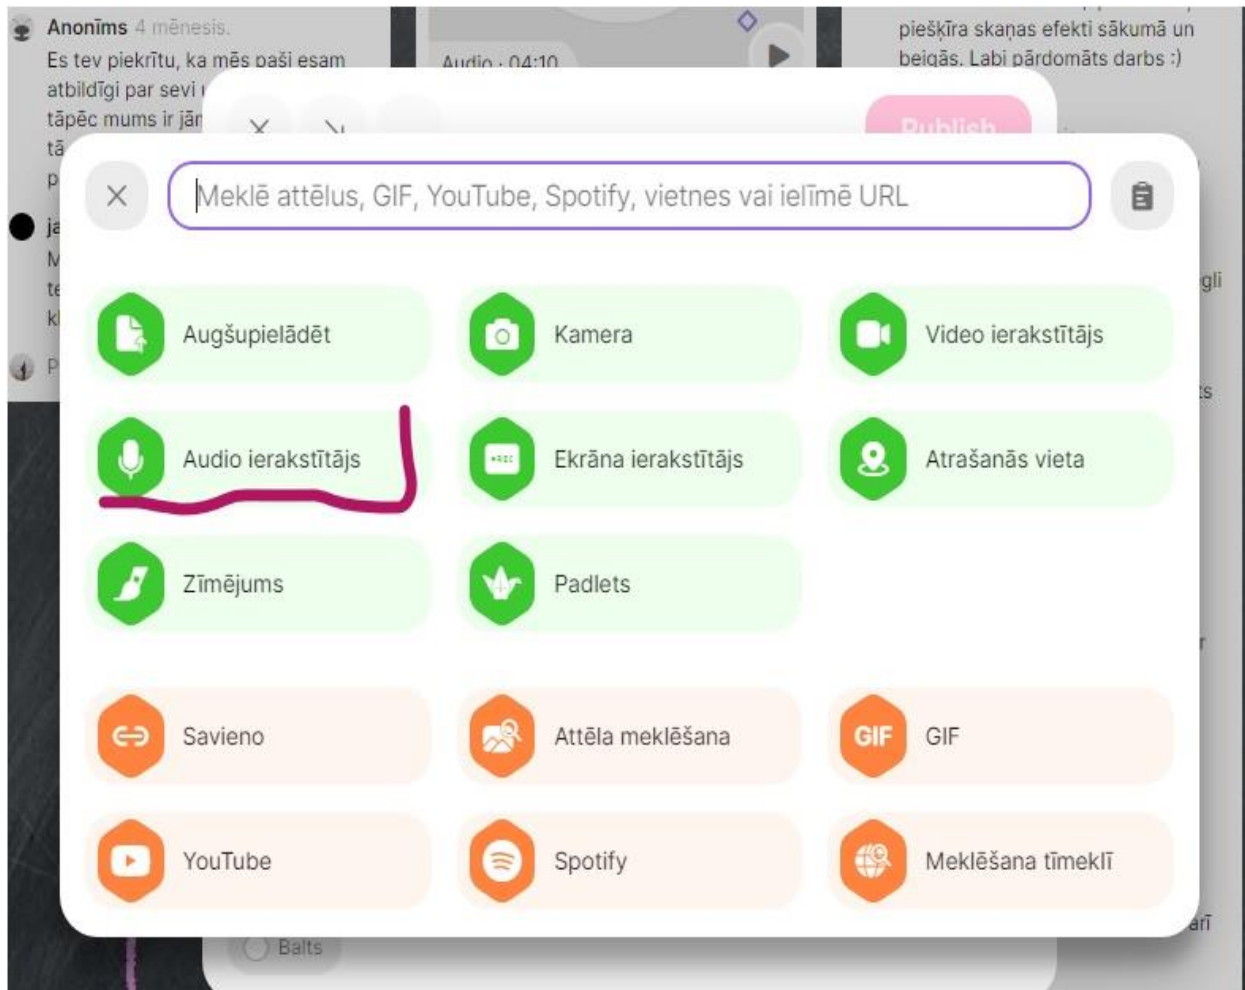 Anonīms 4 mēnesis.
Es tev piekrītu, ka mēs paši esam
atbildīgi par sevi
tāpēc mums ir
Audio · 04:10
piešķīra skaņas efekti sākumā un
beigās. Labi pārdomāts darbs :)
Publish
Meklē attēlus, GIF, YouTube, Spotify, vietnes vai ielīmē URL
Augšupielādēt
Kamera
Video ierakstītājs
Audio ierakstītājs
Ekrāna ierakstītājs
Atrašanās vieta
Zīmējums
Padlets
Savieno
Attēla meklēšana
GIF GIF
YouTube
Spotify
Meklēšana tīmeklī
Balts